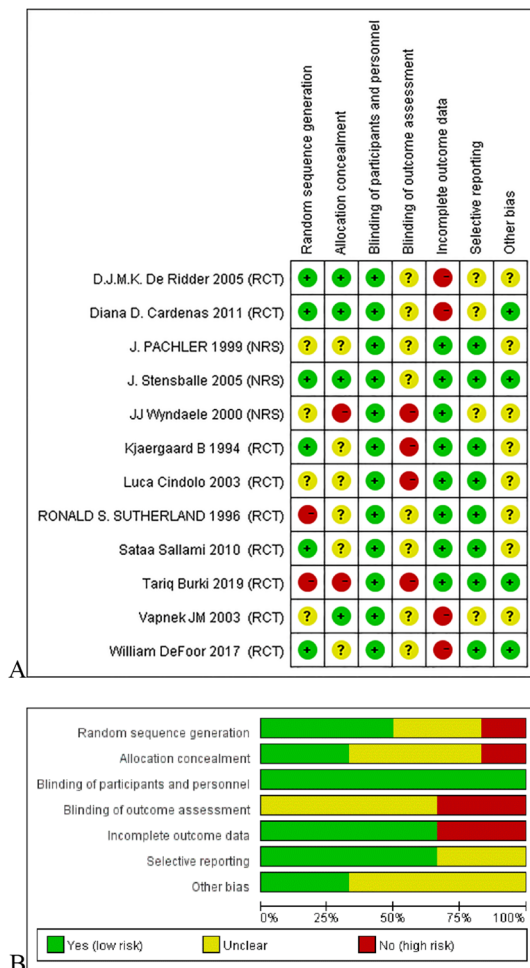 Random sequence generation
Allocation concealment
Blinding of participants and personnel
Blinding of outcome assessment
Incomplete outcome data
Selective reporting
Other bias
D.J.M.K. De Ridder 2005 (RCT) + + + ? - ? ?
Diana D. Cardenas 2011 (RCT) + + + ? - ? +
J. PACHLER 1999 (NRS) ? ? + ? + + ?
J. Stensballe 2005 (NRS) + + + ? + + +
JJ Wyndaele 2000 (NRS) ? - + - + ? ?
Kjaergaard B 1994 (RCT) + ? + - + + ?
Luca Cindolo 2003 (RCT) ? ? + - + + ?
RONALD S. SUTHERLAND 1996 (RCT) - ? + ? + + ?
Sataa Sallami 2010 (RCT) + ? + ? + + ?
Tariq Burki 2019 (RCT) - - + - + + +
Vapnek JM 2003 (RCT) ? + + ? - ? ?
William DeFoor 2017 (RCT) + ? + ? - + +
A
Random sequence generation
Allocation concealment
Blinding of participants and personnel
Blinding of outcome assessment
Incomplete outcome data
Selective reporting
Other bias
0% 25% 50% 75% 100%
Yes (low risk) Unclear No (high risk)
B